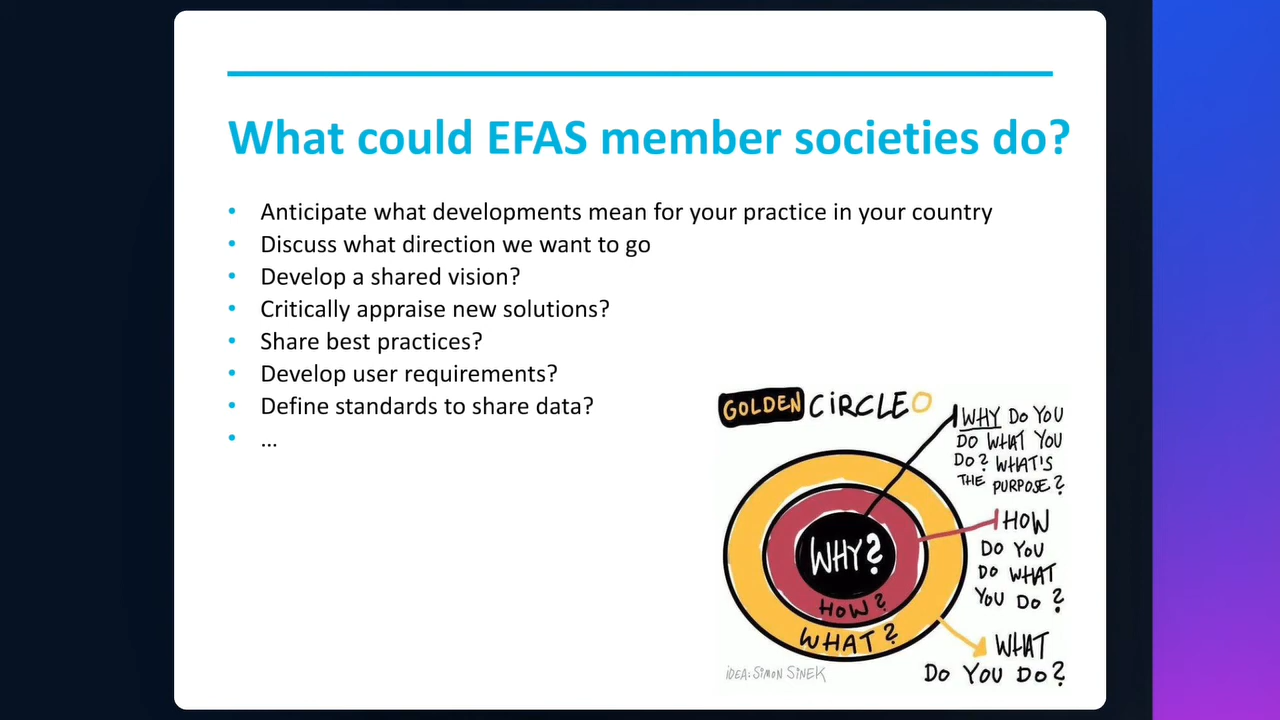 What could EFAS member societies do?
• Anticipate what developments mean for your practice in your country
• Discuss what direction we want to go
• Develop a shared vision?
• Critically appraise new solutions?
• Share best practices?
• Develop user requirements?
• Define standards to share data?
• ...
GOLDEN CIRCLE
WHY DO YOU
DO WHAT YOU
DO? WHAT'S
THE PURPOSE?
HOW
DO YOU
DO WHAT
YOU DO?
WHY?
HOW?
WHAT?
WHAT
DO YOU DO?
IDEA: SIMON SINEK